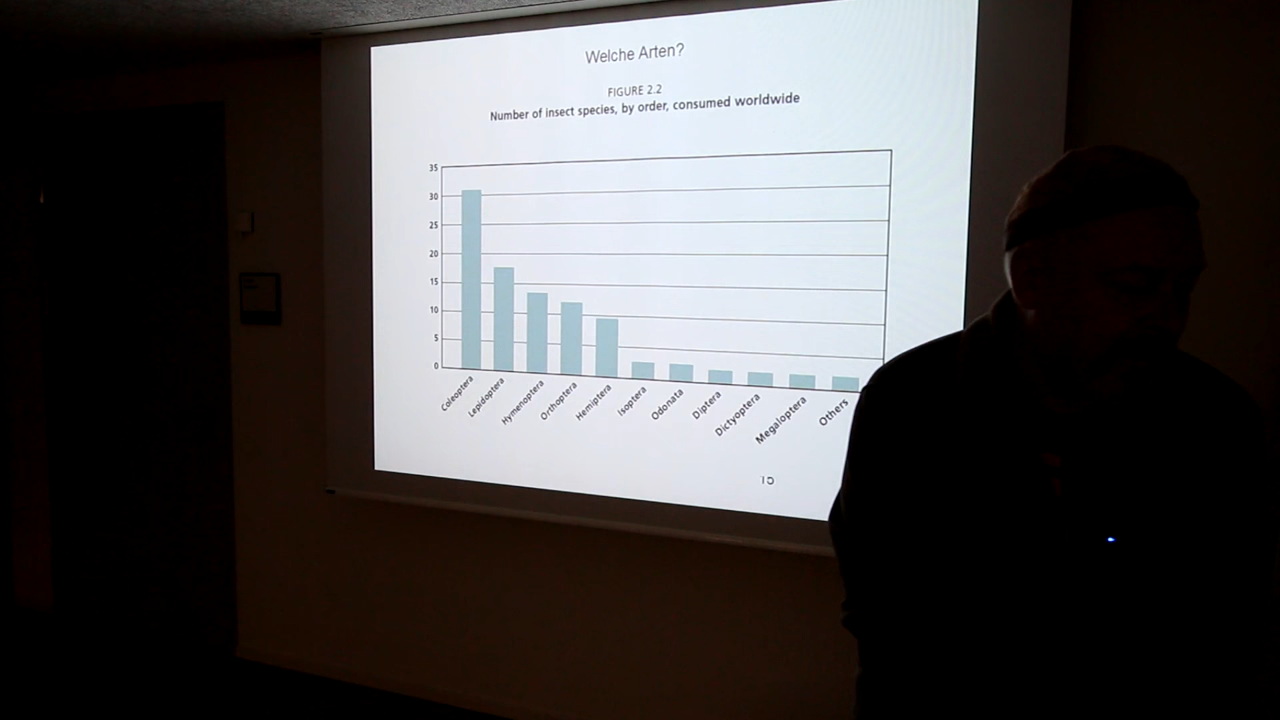 Welche Arten?
FIGURE 2.2
Number of insect species, by order, consumed worldwide
35
30
25
20
15
10
5
0
Coleoptera
Lepidoptera
Hymenoptera
Orthoptera
Hemiptera
Isoptera
Odonata
Diptera
Dictyoptera
Megaloptera
Others